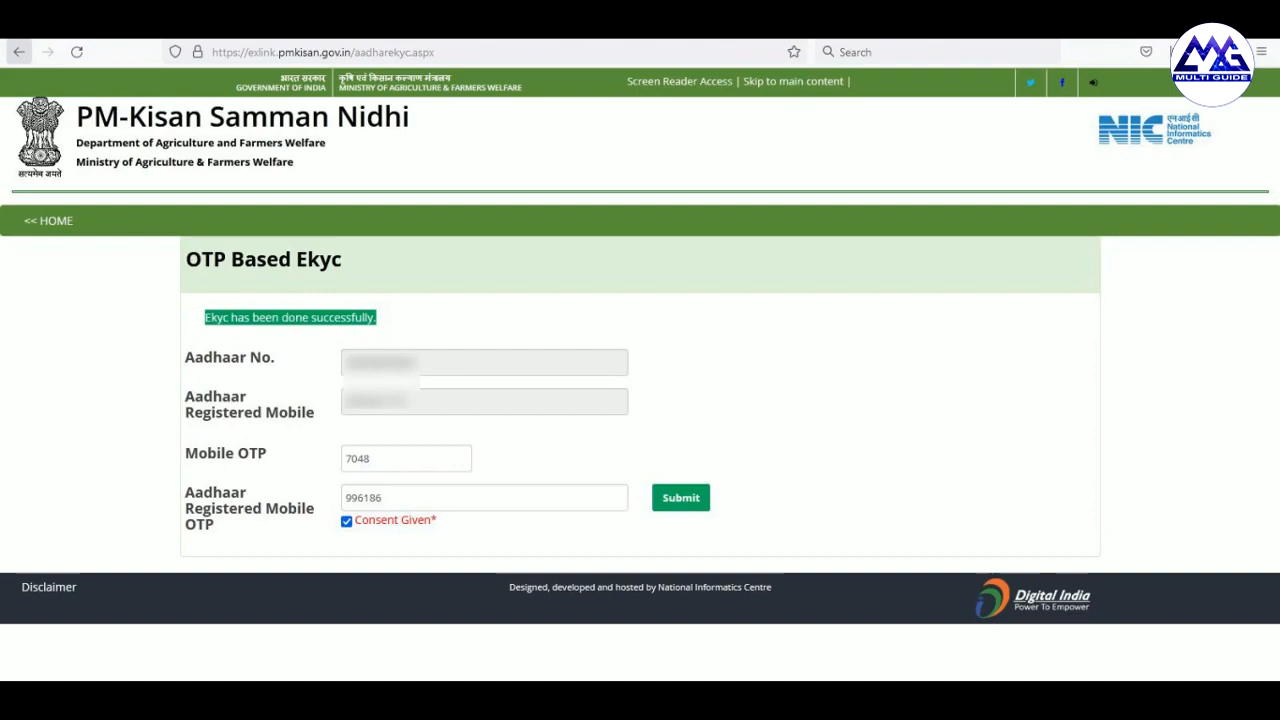 https://exlink.pmkisan.gov.in/aadharekyc.aspx
Search
MG
MULTI GUIDE
भारत सरकार
GOVERNMENT OF INDIA
कृषि एवं किसान कल्याण मंत्रालय
MINISTRY OF AGRICULTURE & FARMERS WELFARE
Screen Reader Access | Skip to main content |
PM-Kisan Samman Nidhi
Department of Agriculture and Farmers Welfare
Ministry of Agriculture & Farmers Welfare
सत्यमेव जयते
NIC
एनआईसी
National
Informatics
Centre
<< HOME
OTP Based Ekyc
Ekyc has been done successfully.
Aadhaar No.
Aadhaar
Registered Mobile
Mobile OTP
7048
Aadhaar
Registered Mobile
OTP
996186
Submit
Consent Given*
Disclaimer
Designed, developed and hosted by National Informatics Centre
Digital India
Power To Empower